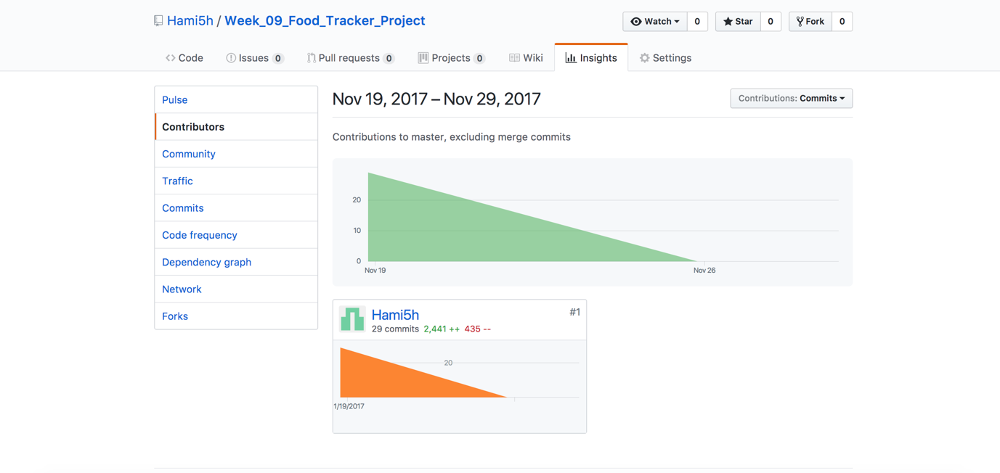 Hami5h / Week_09_Food_Tracker_Project
Watch 0 Star 0 Fork 0
Code Issues 0 Pull requests 0 Projects 0 Wiki Insights Settings
Pulse
Contributors
Community
Traffic
Commits
Code frequency
Dependency graph
Network
Forks
Nov 19, 2017 – Nov 29, 2017
Contributions: Commits
Contributions to master, excluding merge commits
20
10
0
Nov 19 Nov 26
Hami5h #1
29 commits 2,441 ++ 435 --
20
1/19/2017